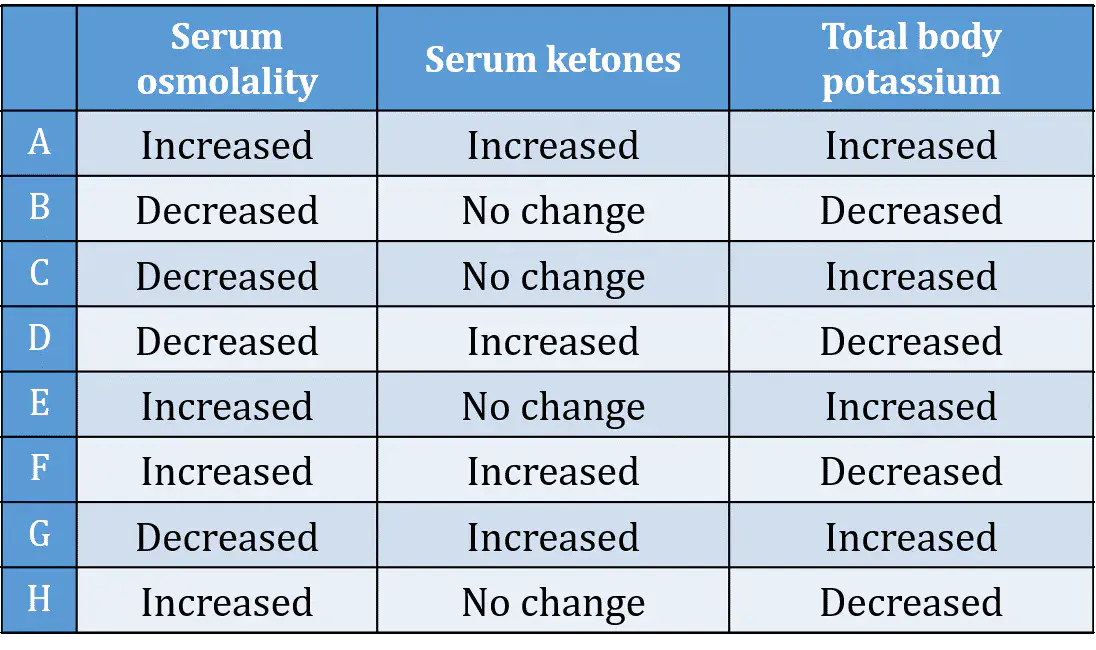 Serum osmolality Serum ketones Total body potassium
A Increased Increased Increased
B Decreased No change Decreased
C Decreased No change Increased
D Decreased Increased Decreased
E Increased No change Increased
F Increased Increased Decreased
G Decreased Increased Increased
H Increased No change Decreased